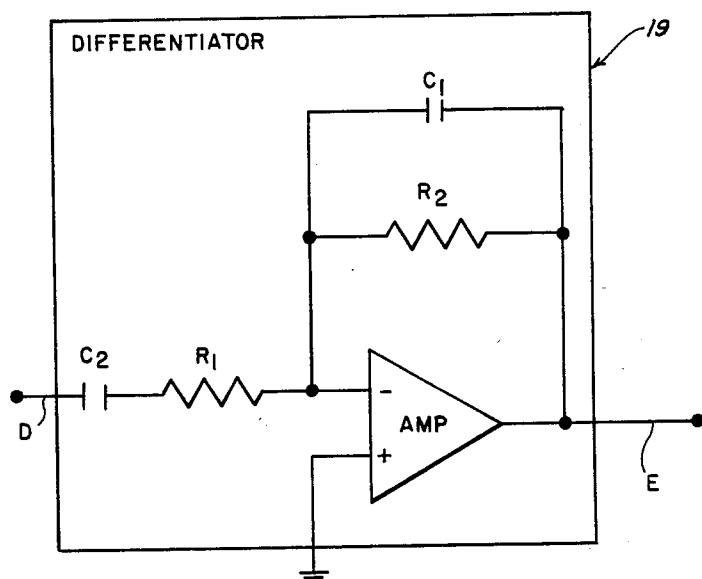 DIFFERENTIATOR
19
C1
R2
C2
R1
D
-
AMP
+
E